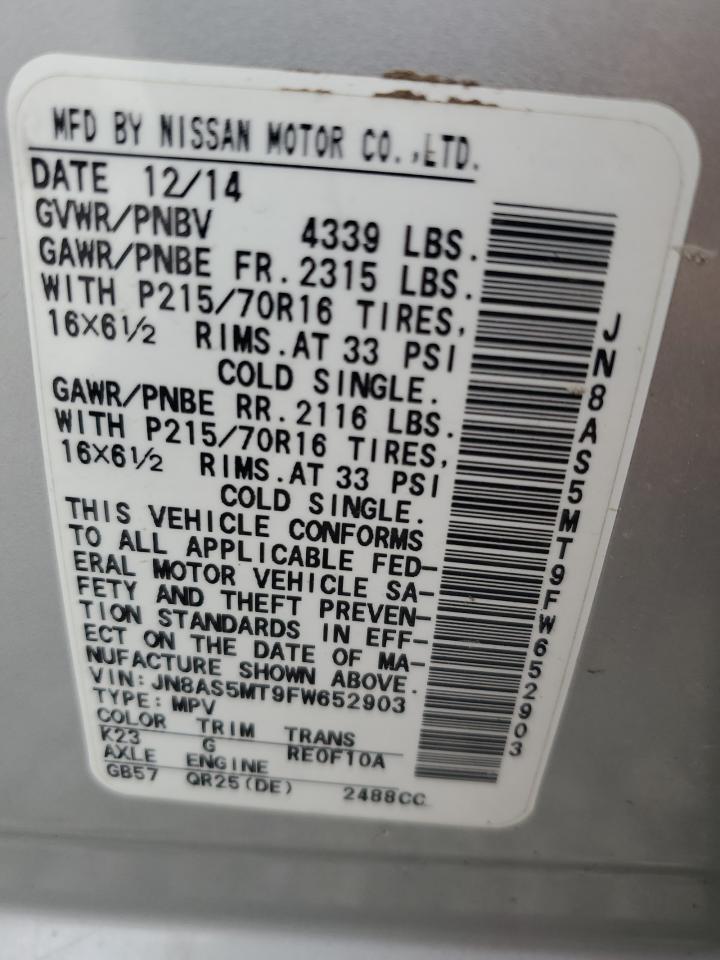 MFD BY NISSAN MOTOR CO.,LTD.
DATE 12/14
GVWR/PNBV 4339 LBS.
GAWR/PNBE FR. 2315 LBS.
WITH P215/70R16 TIRES,
16X6½ RIMS. AT 33 PSI
COLD SINGLE.
GAWR/PNBE RR. 2116 LBS.
WITH P215/70R16 TIRES,
16X6½ RIMS. AT 33 PSI
COLD SINGLE.
THIS VEHICLE CONFORMS
TO ALL APPLICABLE FED-
ERAL MOTOR VEHICLE SA-
FETY AND THEFT PREVEN-
TION STANDARDS IN EFF-
ECT ON THE DATE OF MA-
NUFACTURE SHOWN ABOVE.
VIN: JN8AS5MT9FW652903
TYPE: MPV
COLOR TRIM TRANS
K23 G RE0F10A
AXLE ENGINE
GB57 QR25(DE) 2488CC
JN8AS5MT9FW652903